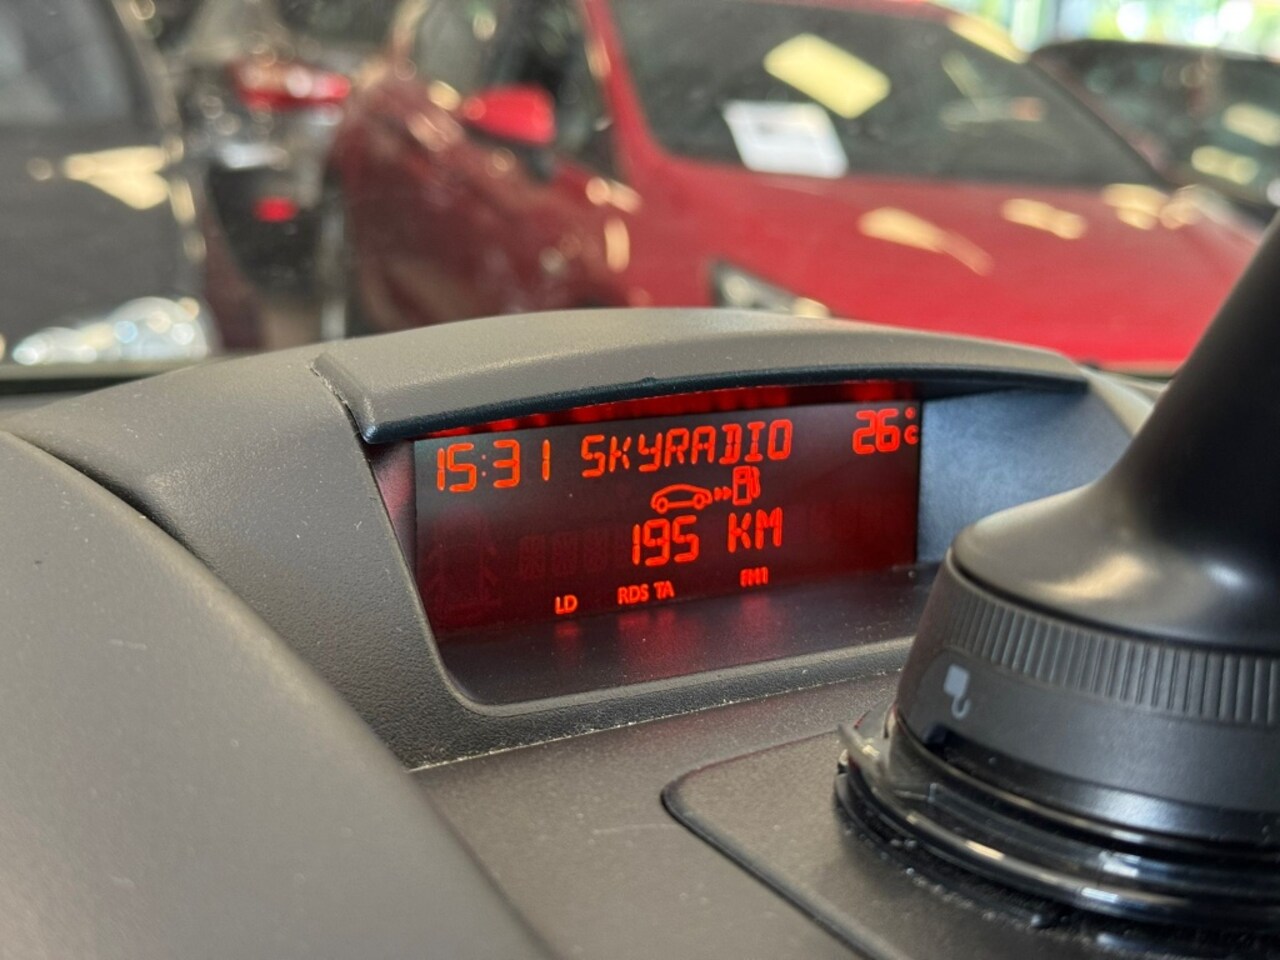 15:31 SKYRADIO 26°C
195 KM
LD RDS TA FM1